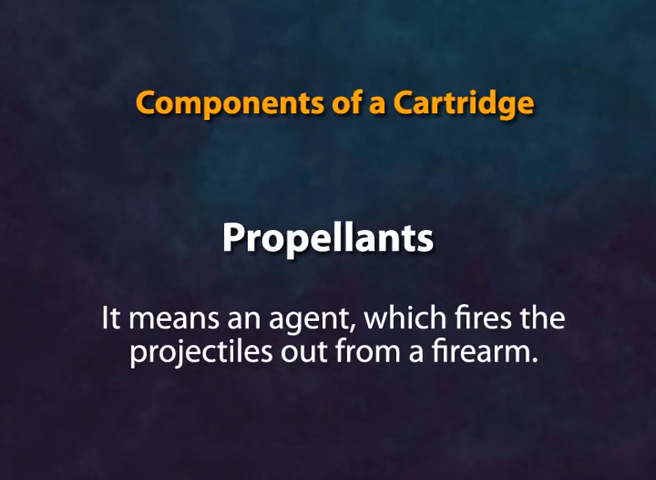 Components of a Cartridge
Propellants
It means an agent, which fires the
projectiles out from a firearm.